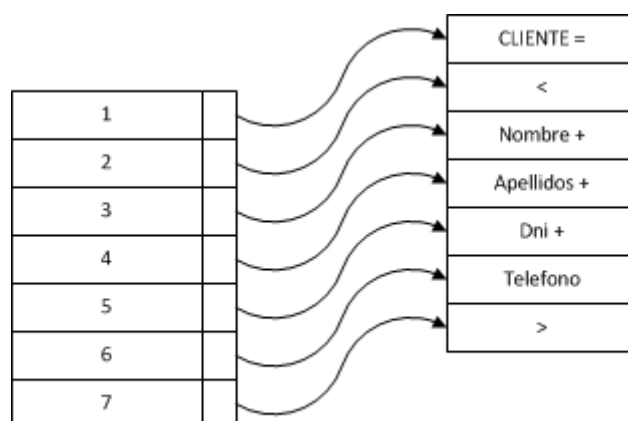 1
2
3
4
5
6
7
CLIENTE =
<
Nombre +
Apellidos +
Dni +
Telefono
>